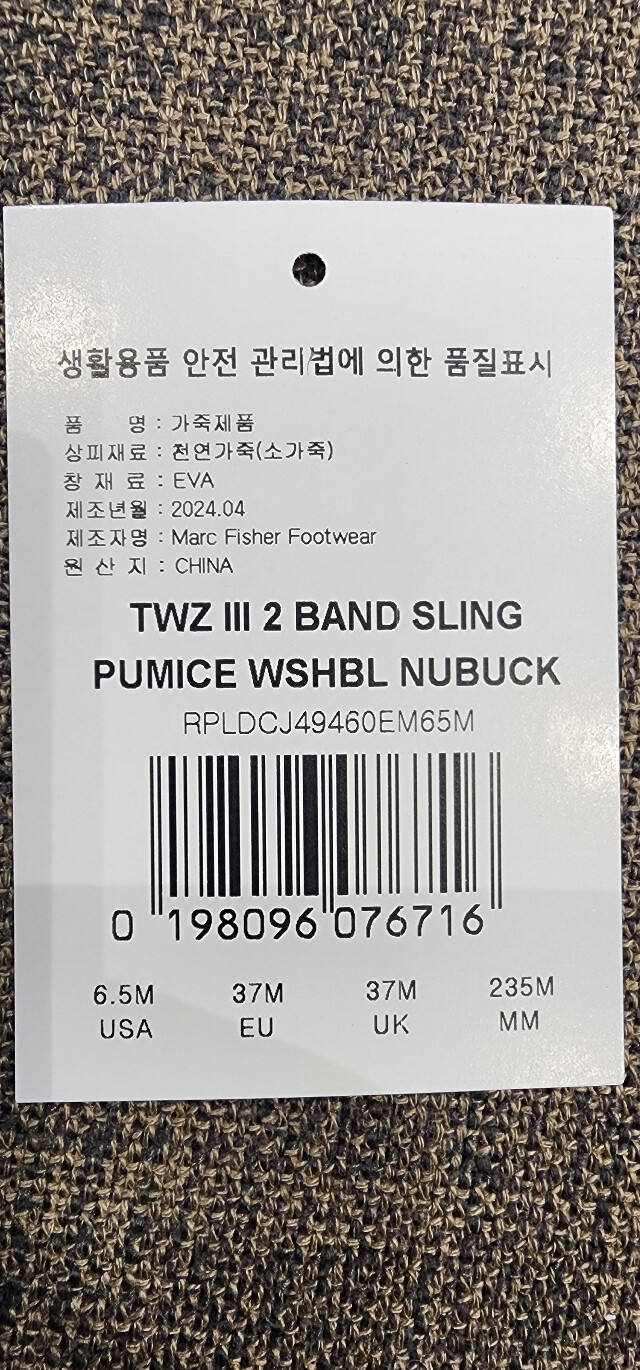 생활용품 안전 관리법에 의한 품질표시
품 명 : 가죽제품
상피재료 : 천연가죽(소가죽)
창 재 료 : EVA
제조년월 : 2024.04
제조자명 : Marc Fisher Footwear
원 산 지 : CHINA
TWZ III 2 BAND SLING
PUMICE WSHBL NUBUCK
RPLDCJ49460EM65M
0 198096 076716
6.5M 37M 37M 235M
USA EU UK MM